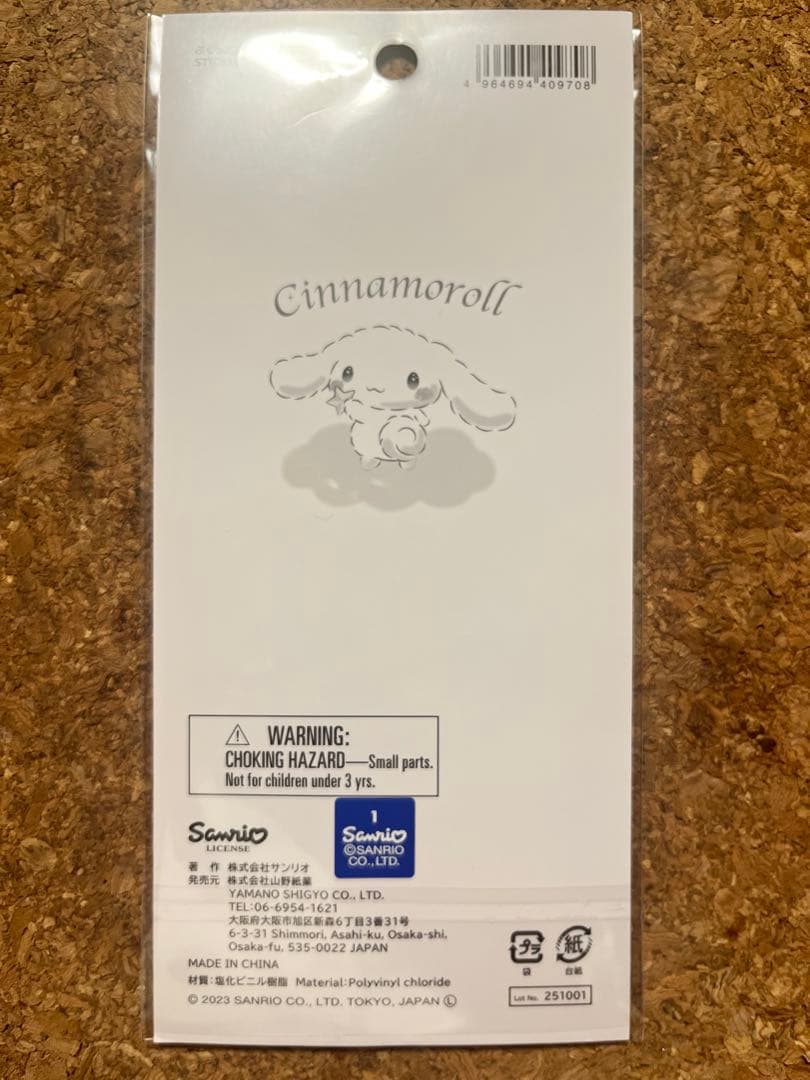 4 964694 409708
Cinnamoroll
WARNING:
CHOKING HAZARD—Small parts.
Not for children under 3 yrs.
Sanrio
LICENSE
1
Sanrio
©SANRIO
CO.,LTD.
著 作 株式会社サンリオ
発売元 株式会社山野紙業
YAMANO SHIGYO CO., LTD.
TEL:06-6954-1621
大阪府大阪市旭区新森6丁目3番31号
6-3-31 Shimmori, Asahi-ku, Osaka-shi,
Osaka-fu, 535-0022 JAPAN
MADE IN CHINA
材質:塩化ビニル樹脂 Material:Polyvinyl chloride
© 2023 SANRIO CO., LTD. TOKYO, JAPAN Ⓛ
プラ
袋
紙
台紙
Lot No. 251001